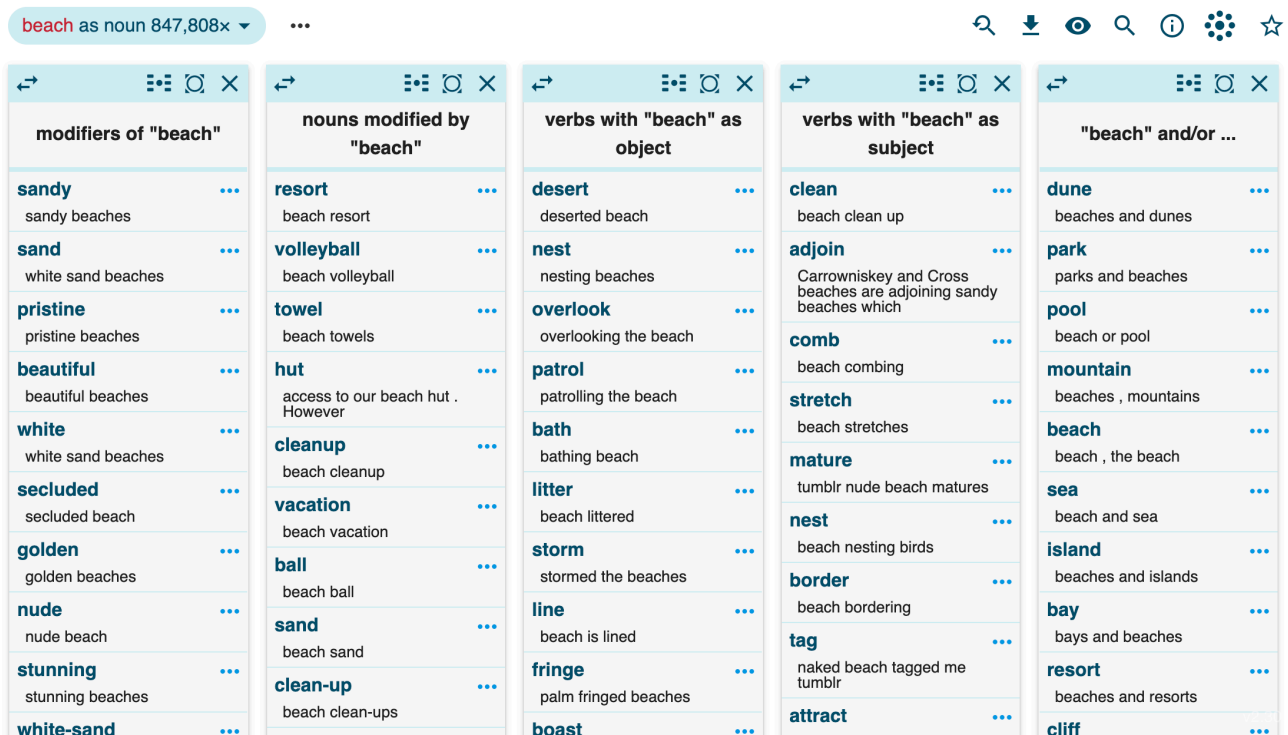 beach as noun 847,808×
modifiers of "beach"
sandy
sandy beaches
sand
white sand beaches
pristine
pristine beaches
beautiful
beautiful beaches
white
white sand beaches
secluded
secluded beach
golden
golden beaches
nude
nude beach
stunning
stunning beaches
white-sand
nouns modified by
"beach"
resort
beach resort
volleyball
beach volleyball
towel
beach towels
hut
access to our beach hut .
However
cleanup
beach cleanup
vacation
beach vacation
ball
beach ball
sand
beach sand
clean-up
beach clean-ups
verbs with "beach" as
object
desert
deserted beach
nest
nesting beaches
overlook
overlooking the beach
patrol
patrolling the beach
bath
bathing beach
litter
beach littered
storm
stormed the beaches
line
beach is lined
fringe
palm fringed beaches
boast
verbs with "beach" as
subject
clean
beach clean up
adjoin
Carrowniskey and Cross
beaches are adjoining sandy
beaches which
comb
beach combing
stretch
beach stretches
mature
tumblr nude beach matures
nest
beach nesting birds
border
beach bordering
tag
naked beach tagged me
tumblr
attract
"beach" and/or ...
dune
beaches and dunes
park
parks and beaches
pool
beach or pool
mountain
beaches , mountains
beach
beach , the beach
sea
beach and sea
island
beaches and islands
bay
bays and beaches
resort
beaches and resorts
cliff